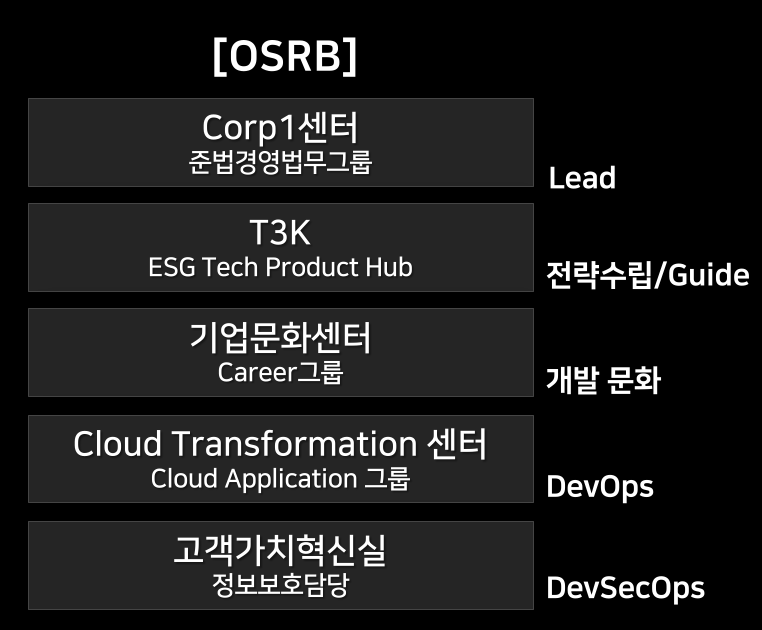 [OSRB]
Corp1센터
준법경영법무그룹
Lead
T3K
ESG Tech Product Hub
전략수립/Guide
기업문화센터
Career그룹
개발 문화
Cloud Transformation 센터
Cloud Application 그룹
DevOps
고객가치혁신실
정보보호담당
DevSecOps